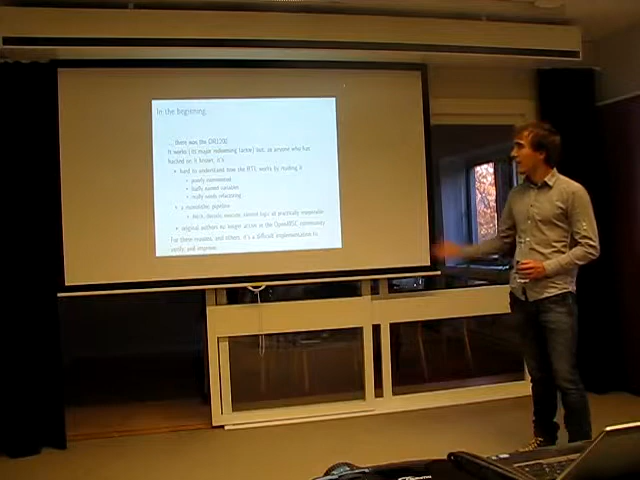 In the beginning
... there was the OR1200
It works (its major redeeming factor) but, as anyone who has
hacked on it knows, it's
hard to understand how the RTL works by reading it
poorly commented
badly named variables
really needs refactoring
a monolithic pipeline
fetch, decode, execute, control logic all practically inseparable
original authors no longer active in the OpenRISC community
For these reasons, and others, it's a difficult implementation to
verify and improve